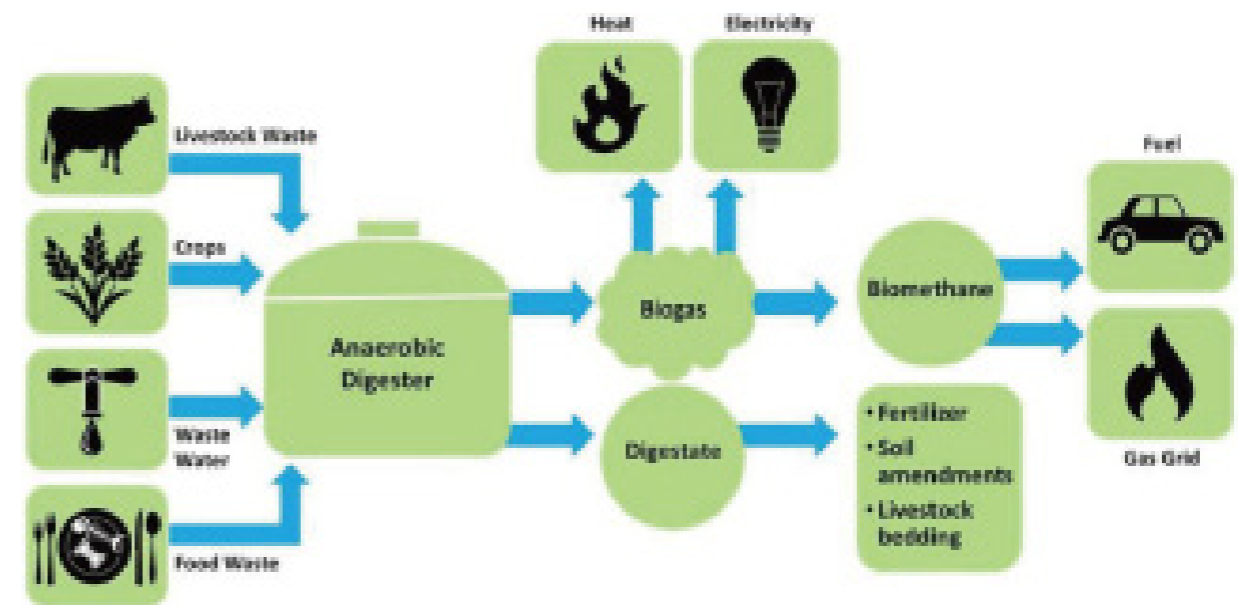 Heat
Electricity
Livestock Waste
Fuel
Crops
Biogas
Biomethane
Anaerobic
Digester
Waste
Water
Digestate
• Fertilizer
• Soil
amendments
• Livestock
bedding
Gas Grid
Food Waste